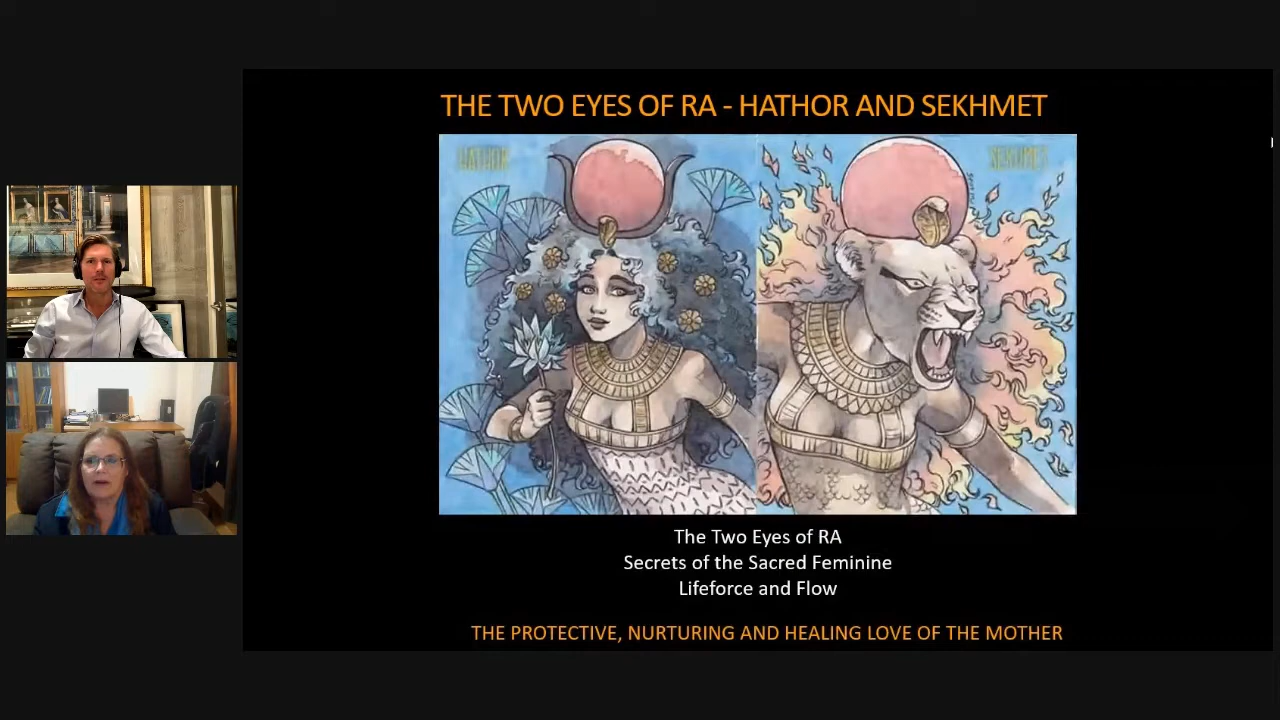 THE TWO EYES OF RA - HATHOR AND SEKHMET
HATHOR
SEKHMET
The Two Eyes of RA
Secrets of the Sacred Feminine
Lifeforce and Flow
THE PROTECTIVE, NURTURING AND HEALING LOVE OF THE MOTHER